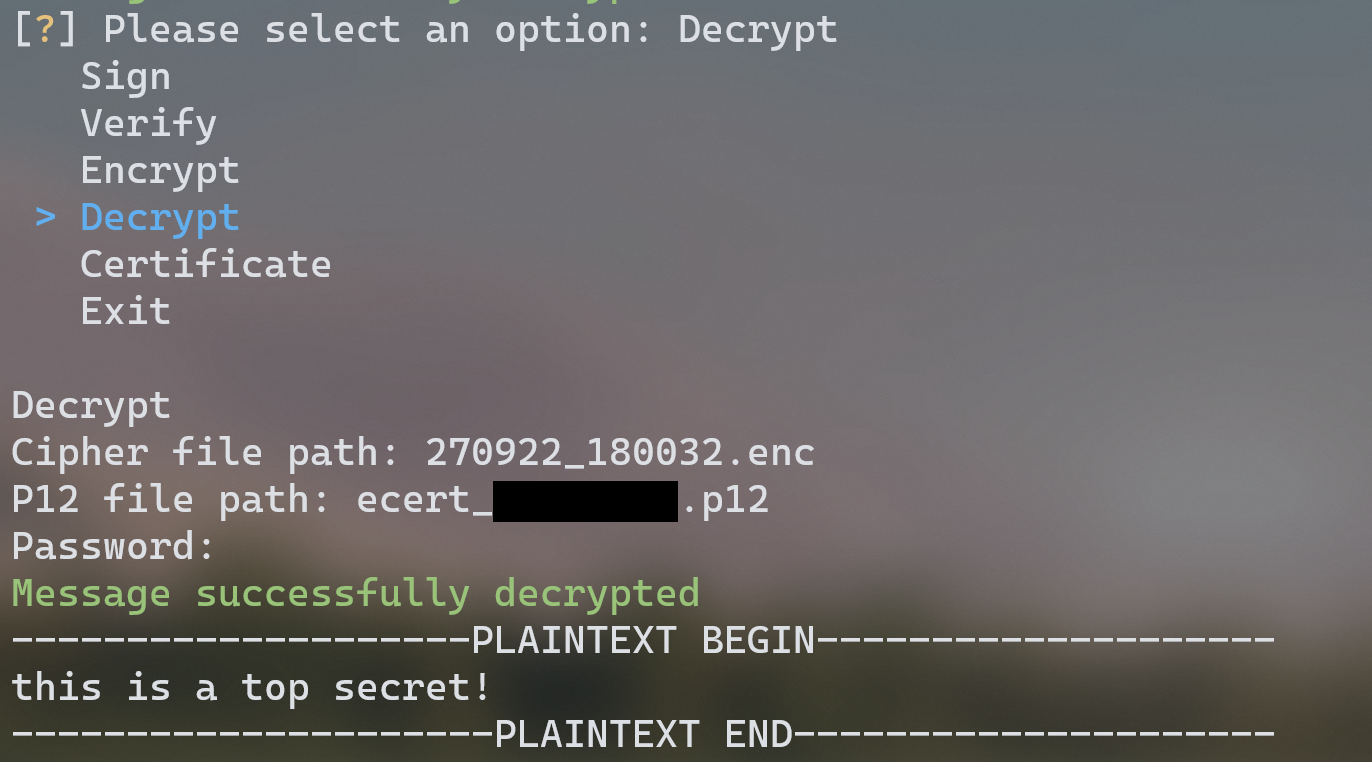 [?] Please select an option: Decrypt
Sign
Verify
Encrypt
> Decrypt
Certificate
Exit
Decrypt
Cipher file path: 270922_180032.enc
P12 file path: ecert_.p12
Password:
Message successfully decrypted
--------------------PLAINTEXT BEGIN--------------------
this is a top secret!
---------------------PLAINTEXT END---------------------